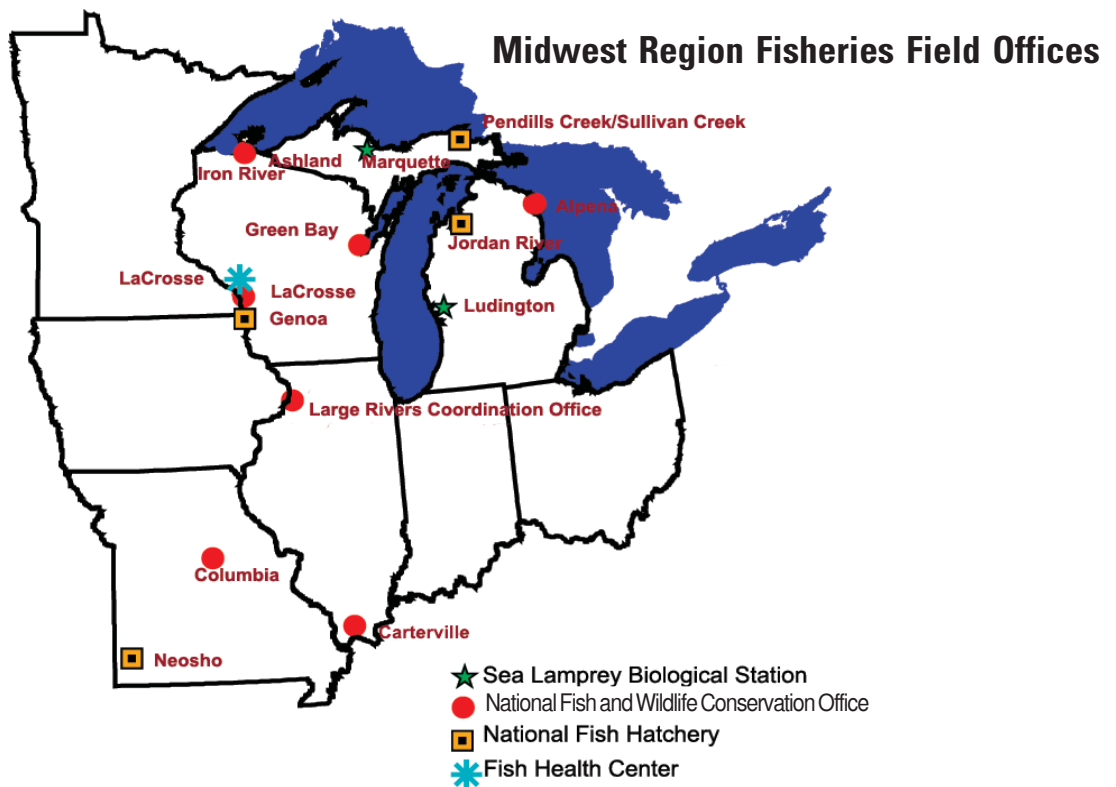 Midwest Region Fisheries Field Offices
Pendills Creek/Sullivan Creek
Ashland
Marquette
Iron River
Alpena
Green Bay
Jordan River
LaCrosse
LaCrosse
Ludington
Genoa
Large Rivers Coordination Office
Columbia
Carterville
Neosho
Sea Lamprey Biological Station
National Fish and Wildlife Conservation Office
National Fish Hatchery
Fish Health Center